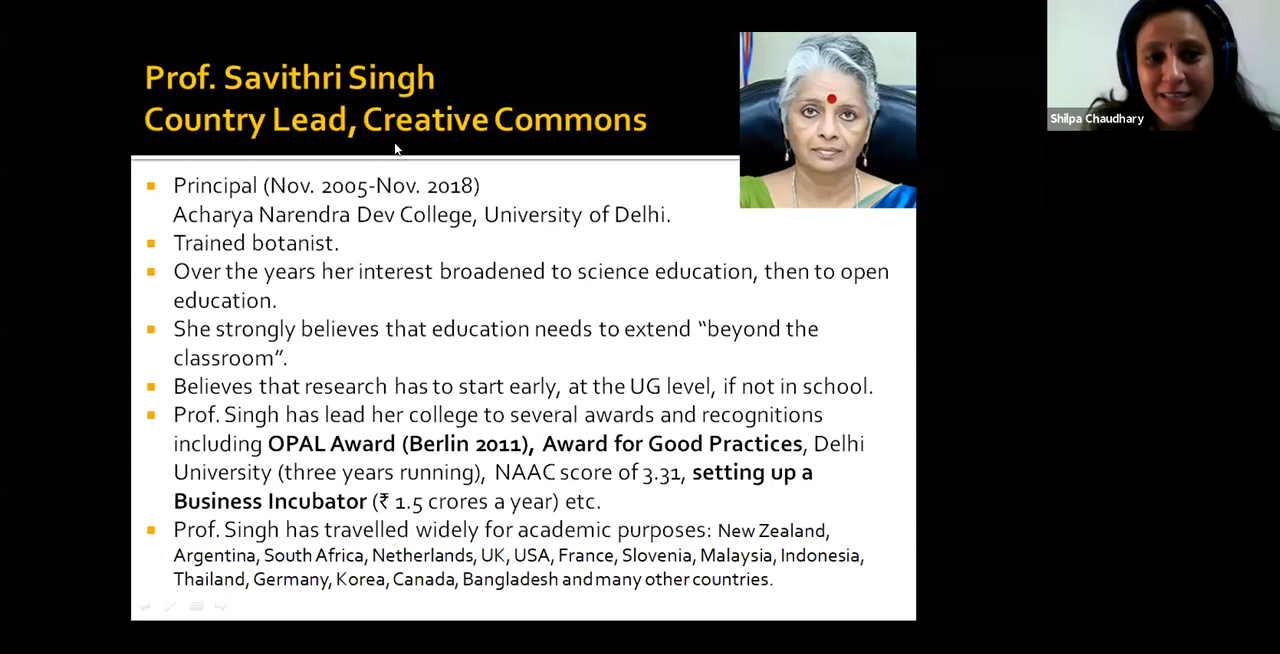 Prof. Savithri Singh
Country Lead, Creative Commons
Shilpa Chaudhary
Principal (Nov. 2005-Nov. 2018)
Acharya Narendra Dev College, University of Delhi.
Trained botanist.
Over the years her interest broadened to science education, then to open
education.
She strongly believes that education needs to extend “beyond the
classroom”.
Believes that research has to start early, at the UG level, if not in school.
Prof. Singh has lead her college to several awards and recognitions
including OPAL Award (Berlin 2011), Award for Good Practices, Delhi
University (three years running), NAAC score of 3.31, setting up a
Business Incubator (₹ 1.5 crores a year) etc.
Prof. Singh has travelled widely for academic purposes: New Zealand,
Argentina, South Africa, Netherlands, UK, USA, France, Slovenia, Malaysia, Indonesia,
Thailand, Germany, Korea, Canada, Bangladesh and many other countries.